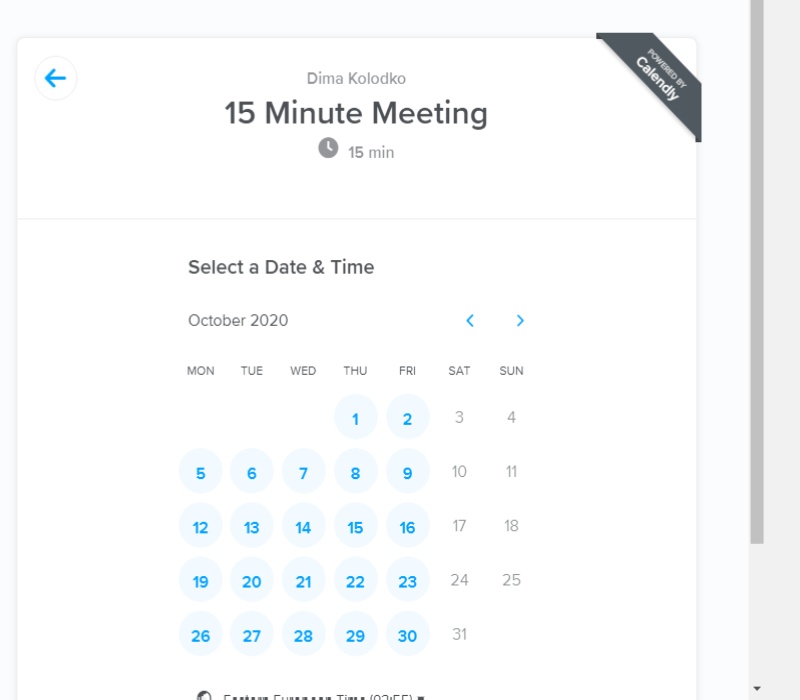 Dima Kolodko
POWERED BY
Calendly
15 Minute Meeting
15 min
Select a Date & Time
October 2020
MON TUE WED THU FRI SAT SUN
1 2 3 4
5 6 7 8 9 10 11
12 13 14 15 16 17 18
19 20 21 22 23 24 25
26 27 28 29 30 31